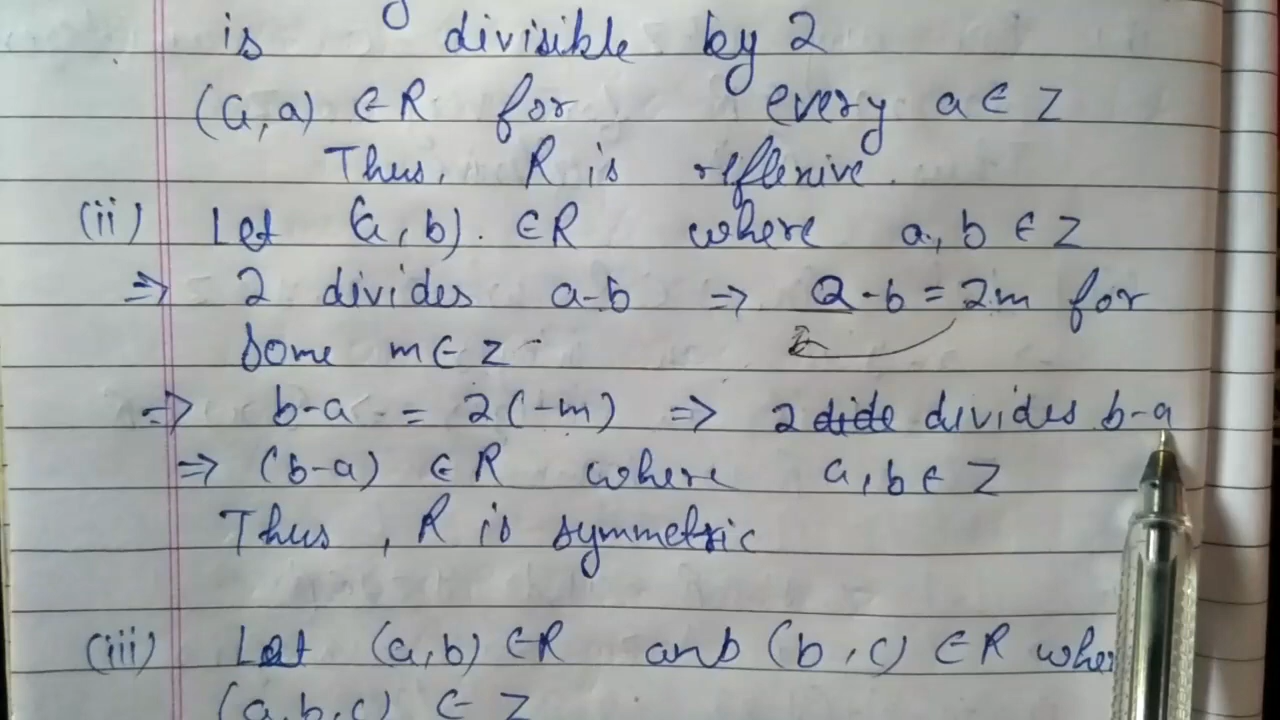 is divisible by 2
(a,a) ∈ R for every a ∈ Z
Thus, R is reflexive.
(ii) Let (a,b). ∈ R where a, b ∈ Z
⇒ 2 divides a-b ⇒ a-b = 2m for
some m ∈ Z
⇒ b-a = 2(-m) ⇒ 2 divides b-a
⇒ (b-a) ∈ R where a,b ∈ Z
Thus, R is symmetric
(iii) Let (a,b) ∈ R and (b,c) ∈ R wher
(a,b,c) ∈ Z